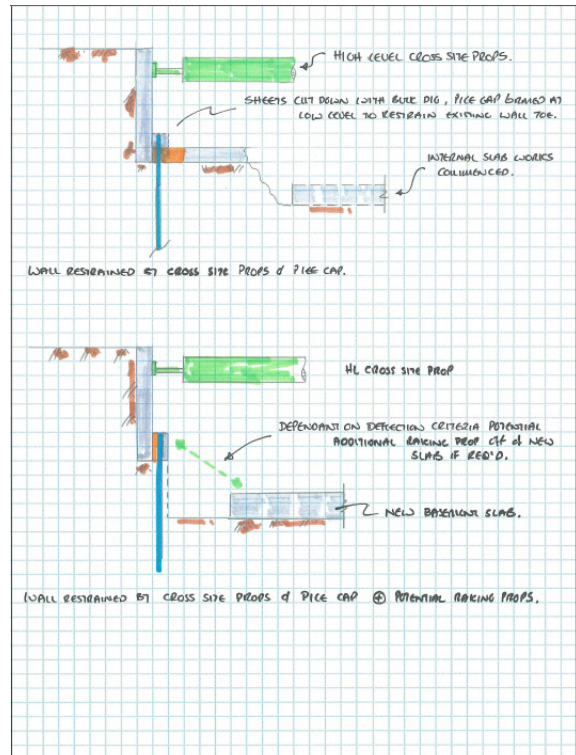 HIGH LEVEL CROSS SITE PROPS.
SHEETS CUT DOWN WITH BULK DIG, PILE CAP FORMED AT
LOW LEVEL TO RESTRAIN EXISTING WALL TOE.
INTERNAL SLAB WORKS
COMMENCED.
WALL RESTRAINED BY CROSS SITE PROPS & PILE CAP.
HL CROSS SITE PROP
DEPENDANT ON DEFLECTION CRITERIA POTENTIAL
ADDITIONAL RAKING PROP OFF OF NEW
SLAB IF REQ'D.
NEW BASEMENT SLAB.
WALL RESTRAINED BY CROSS SITE PROPS & PILE CAP ⊕ POTENTIAL RAKING PROPS.